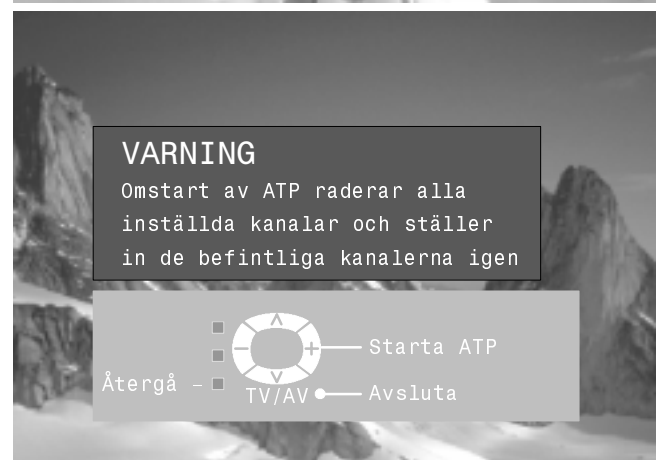 VARNING
Omstart av ATP raderar alla
inställda kanalar och ställer
in de befintliga kanalerna igen
Starta ATP
Återgå –
TV/AV
Avsluta